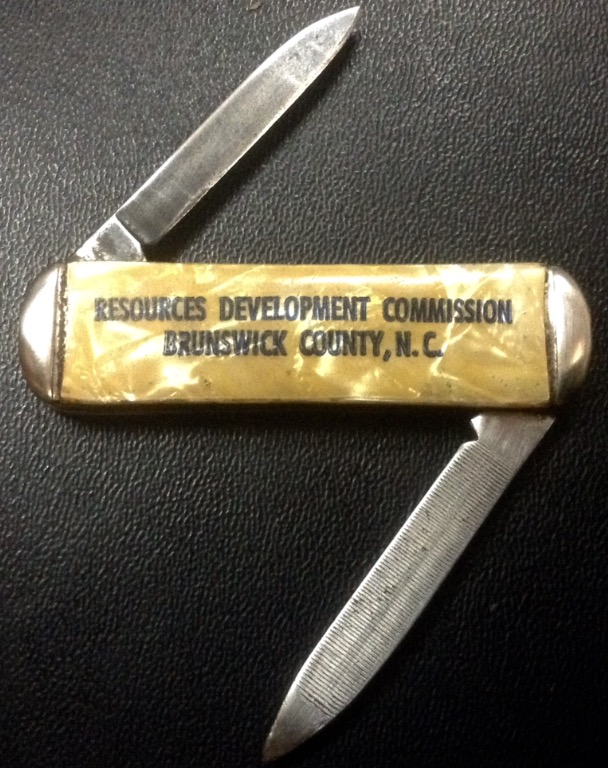 RESOURCES DEVELOPMENT COMMISSION
BRUNSWICK COUNTY, N.C.